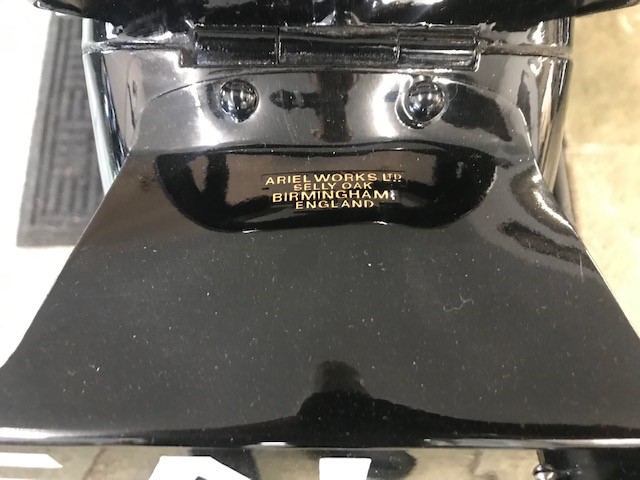 ARIEL WORKS LTD
SELLY OAK
BIRMINGHAM
ENGLAND